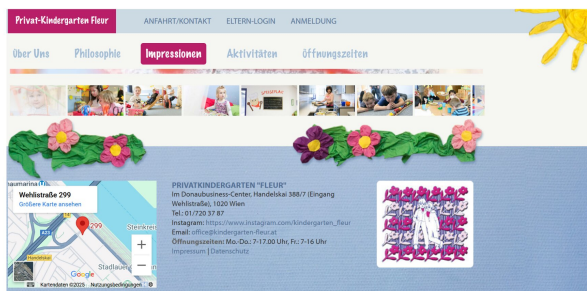 Privat-Kindergarten Fleur
ANFAHRT/KONTAKT ELTERN-LOGIN ANMELDUNG
Über Uns Philosophie Impressionen Aktivitäten Öffnungszeiten
Wehlistraße 299
Größere Karte ansehen
299
Steinkrei
Handelskai
Stadlauer
Google
Kartendaten ©2025 Nutzungsbedingungen
PRIVATKINDERGARTEN "FLEUR"
Im Donaubusiness-Center, Handelskai 388/7 (Eingang
Wehlistraße), 1020 Wien
Tel.: 01/720 37 87
Instagram: https://www.instagram.com/kindergarten_fleur
Email: office@kindergarten-fleur.at
Öffnungszeiten: Mo.-Do.: 7-17.00 Uhr, Fr.: 7-16 Uhr
Impressum | Datenschutz